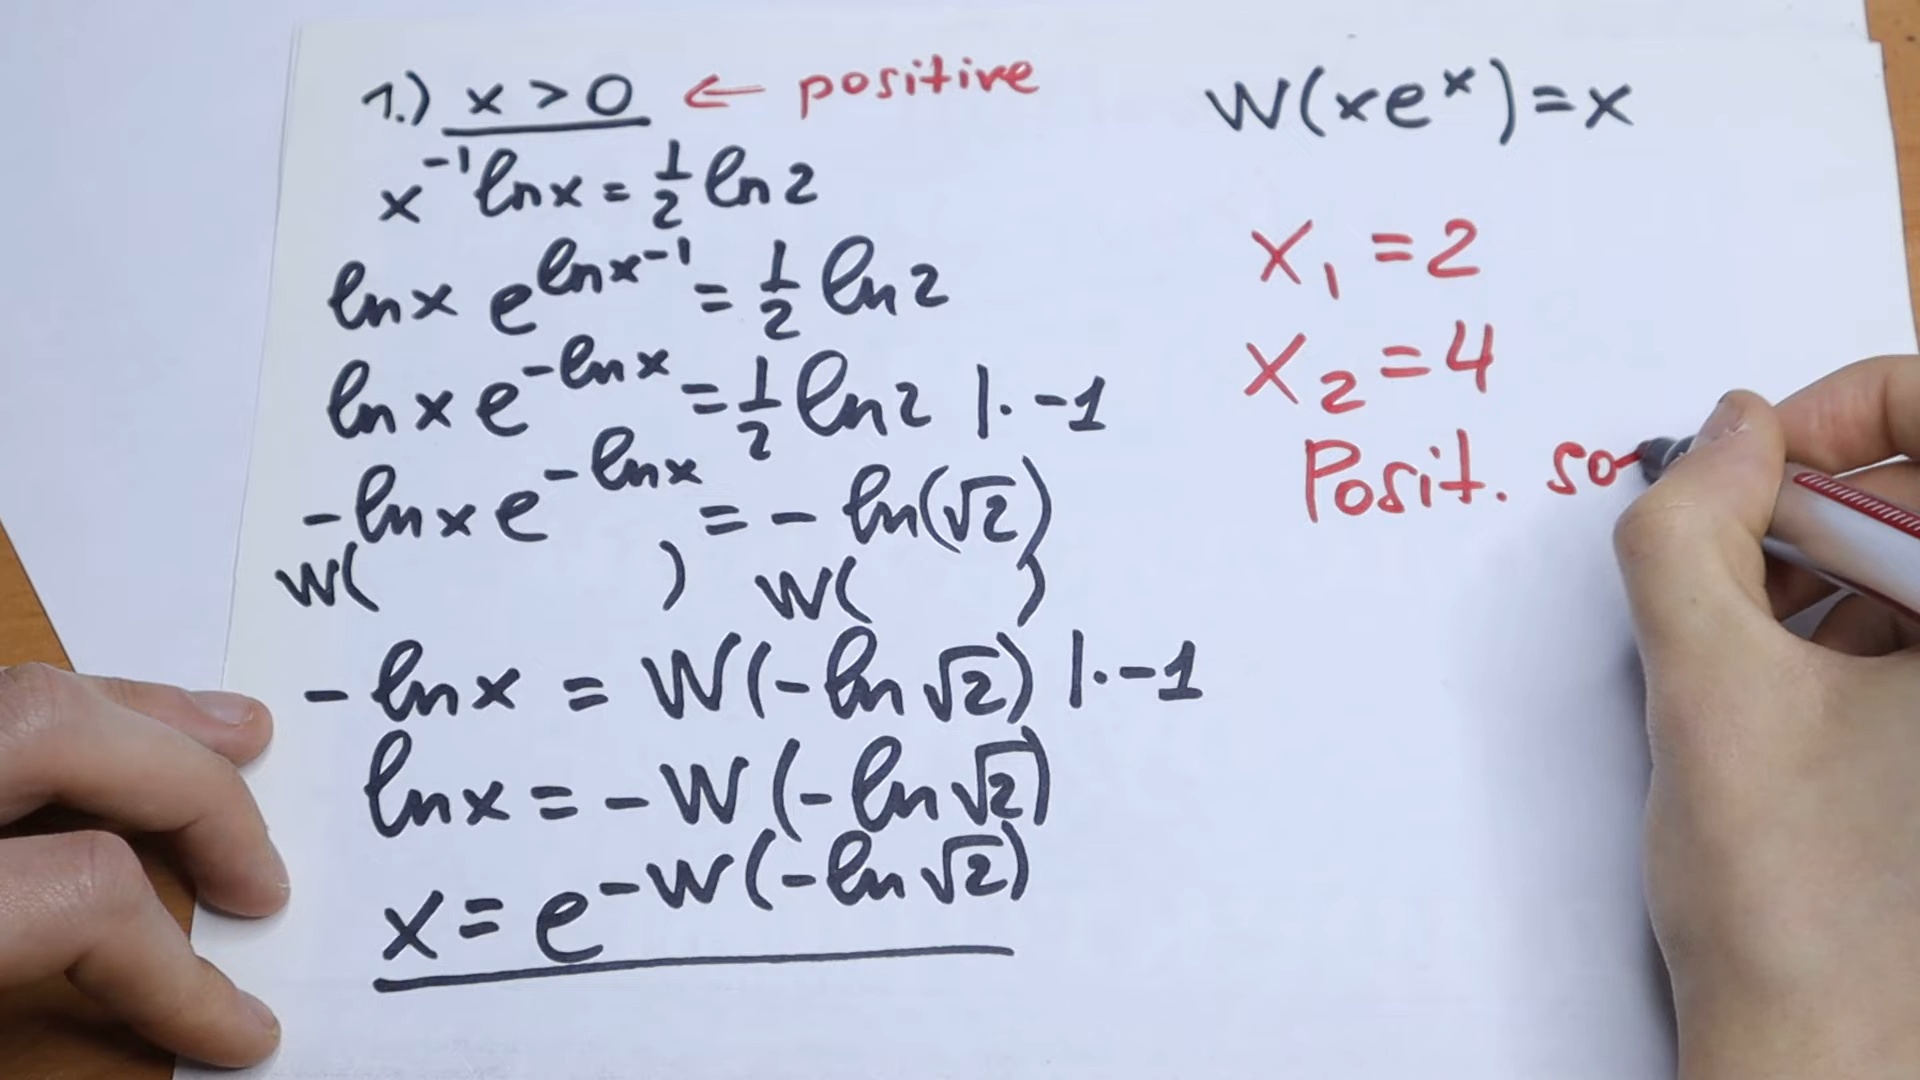 1.) x > 0 ← positive
x⁻¹ ln x = 1/2 ln 2
ln x e^(ln x⁻¹) = 1/2 ln 2
ln x e^(-ln x) = 1/2 ln 2 |· -1
-ln x e^(-ln x) = - ln(√2)
W( ) W( )
- ln x = W(-ln √2) |· -1
ln x = -W(-ln √2)
x = e^(-W(-ln √2))
W(xeˣ) = x
x₁ = 2
x₂ = 4
Posit. so